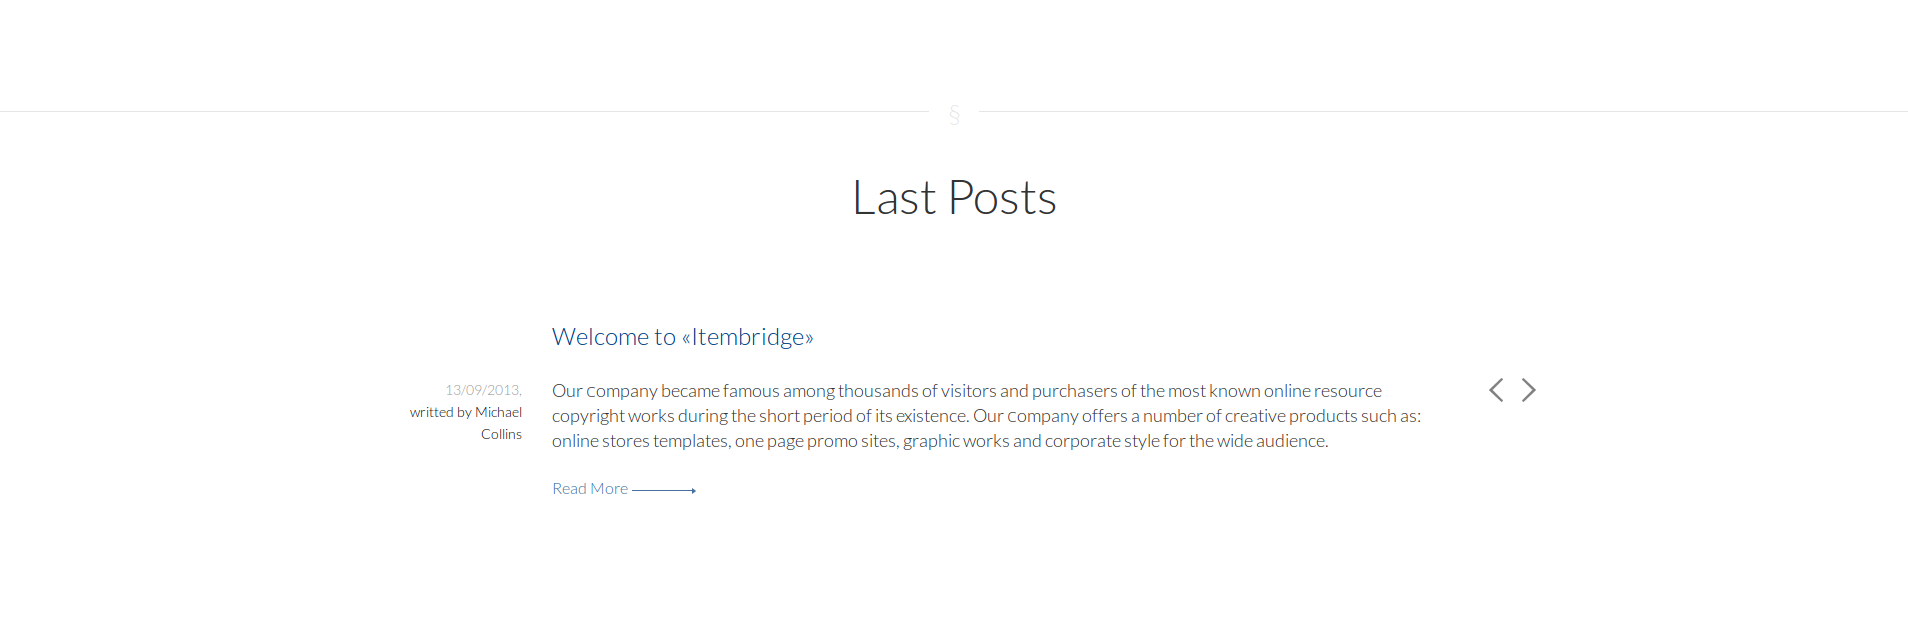 §
Last Posts
Welcome to «Itembridge»
13/09/2013,
writted by Michael
Collins
Our company became famous among thousands of visitors and purchasers of the most known online resource
copyright works during the short period of its existence. Our company offers a number of creative products such as:
online stores templates, one page promo sites, graphic works and corporate style for the wide audience.
Read More